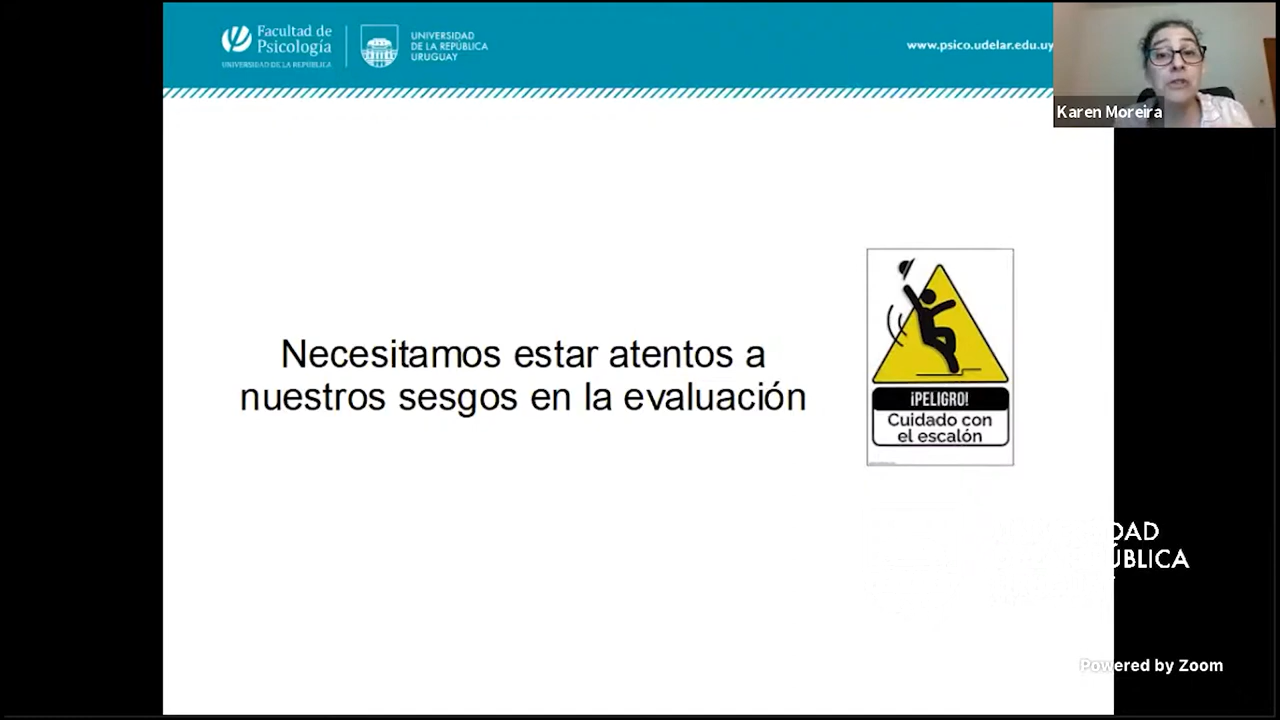 Facultad de
Psicología
UNIVERSIDAD DE LA REPÚBLICA
UNIVERSIDAD
DE LA REPÚBLICA
URUGUAY
www.psico.udelar.edu.uy
Karen Moreira
Necesitamos estar atentos a
nuestros sesgos en la evaluación
¡PELIGRO!
Cuidado con
el escalón
DAD
ÚBLICA
Powered by Zoom